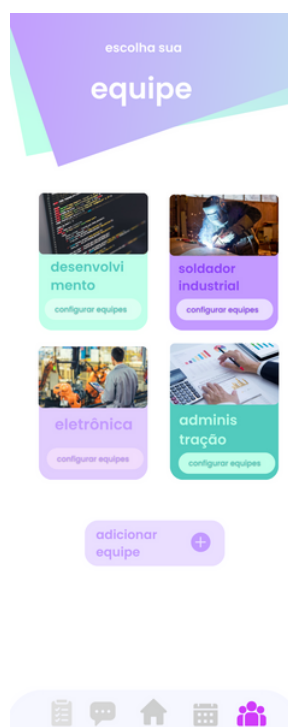 escolha sua
equipe
desenvolvi
mento
configurar equipes
soldador
industrial
configurar equipes
eletrônica
configurar equipes
adminis
tração
configurar equipes
adicionar
equipe